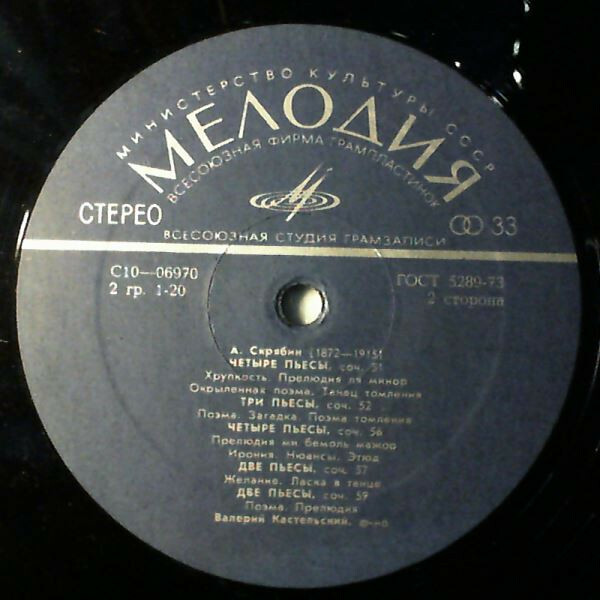 МИНИСТЕРСТВО КУЛЬТУРЫ СССР
МЕЛОДИЯ
ВСЕСОЮЗНАЯ ФИРМА ГРАМПЛАСТИНОК
СТЕРЕО
33
ВСЕСОЮЗНАЯ СТУДИЯ ГРАМЗАПИСИ
С10—06970
ГОСТ 5289-73
2 гр. 1-20
2 сторона
А. Скрябин (1872—1915)
ЧЕТЫРЕ ПЬЕСЫ, соч. 51
Хрупкость. Прелюдия ля минор
Окрыленная поэма. Танец томления
ТРИ ПЬЕСЫ, соч. 52
Поэма. Загадка. Поэма томления
ЧЕТЫРЕ ПЬЕСЫ, соч. 56
Прелюдия ми бемоль мажор
Ирония. Нюансы. Этюд
ДВЕ ПЬЕСЫ, соч. 57
Желание. Ласка в танце
ДВЕ ПЬЕСЫ, соч. 59
Поэма. Прелюдия
Валерий Кастельский, ф-но